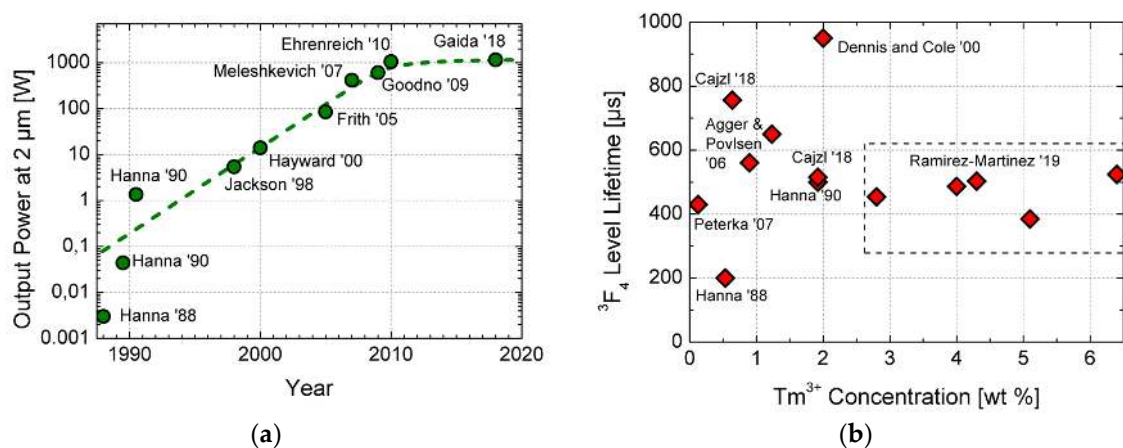 1000
100
10
1
0,1
0,01
0.001
Output Power at 2 µm [W]
Ehrenreich '10
Gaida '18
Meleshkevich '07
Goodno '09
Frith '05
Hayward '00
Hanna '90
Jackson '98
Hanna '90
Hanna '88
1990 2000 2010 2020
Year
(a)
1000
800
600
400
200
0
³F₄ Level Lifetime [µs]
Dennis and Cole '00
Cajzl '18
Agger &
Povlsen
'06
Cajzl '18
Ramirez-Martinez '19
Hanna '90
Peterka '07
Hanna '88
0 1 2 3 4 5 6
Tm³⁺ Concentration [wt %]
(b)